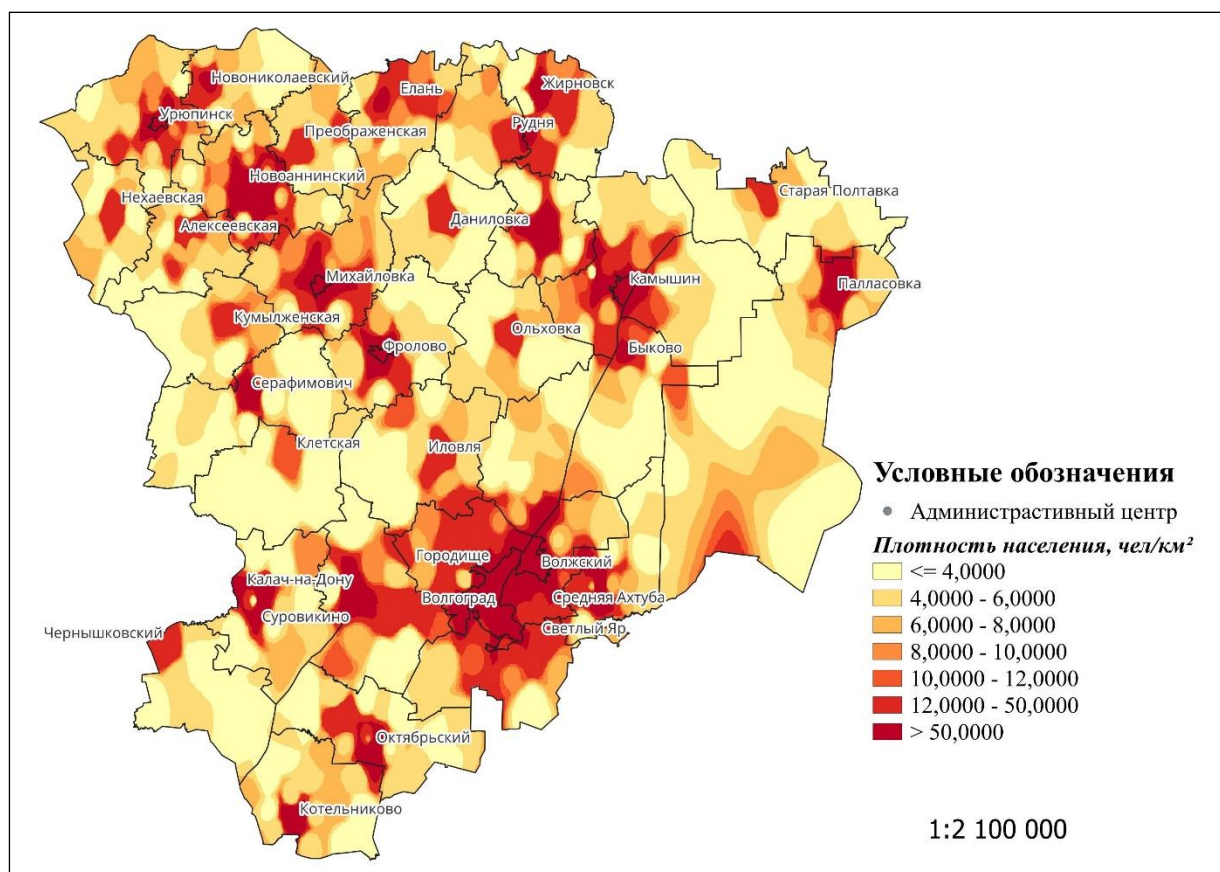 Новониколаевский
Елань
Жирновск
Урюпинск
Преображенская
Рудня
Новоаннинский
Нехаевская
Старая Полтавка
Алексеевская
Даниловка
Михайловка
Камышин
Палласовка
Кумылженская
Ольховка
Фролово
Быково
Серафимович
Клетская
Иловля
Городище
Волжский
Калач-на-Дону
Волгоград
Средняя Ахтуба
Суровикино
Светлый Яр
Чернышковский
Октябрьский
Котельниково
Условные обозначения
Администрастивный центр
Плотность населения, чел/км²
<= 4,0000
4,0000 - 6,0000
6,0000 - 8,0000
8,0000 - 10,0000
10,0000 - 12,0000
12,0000 - 50,0000
> 50,0000
1:2 100 000